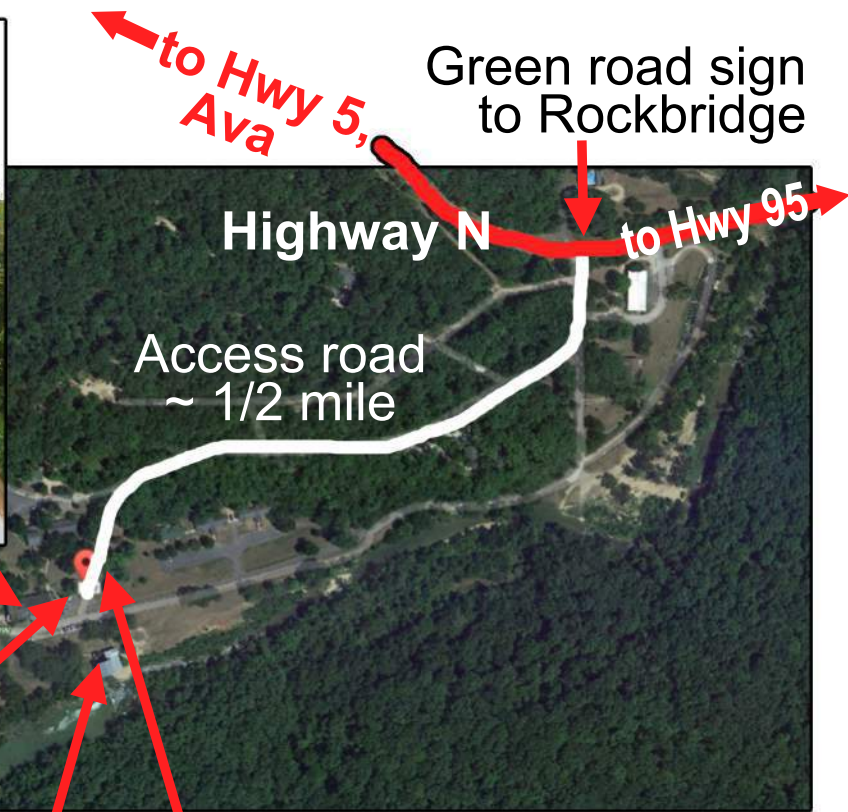 to Hwy 5,
Ava
Green road sign
to Rockbridge
Highway N
to Hwy 95
Access road
~ 1/2 mile